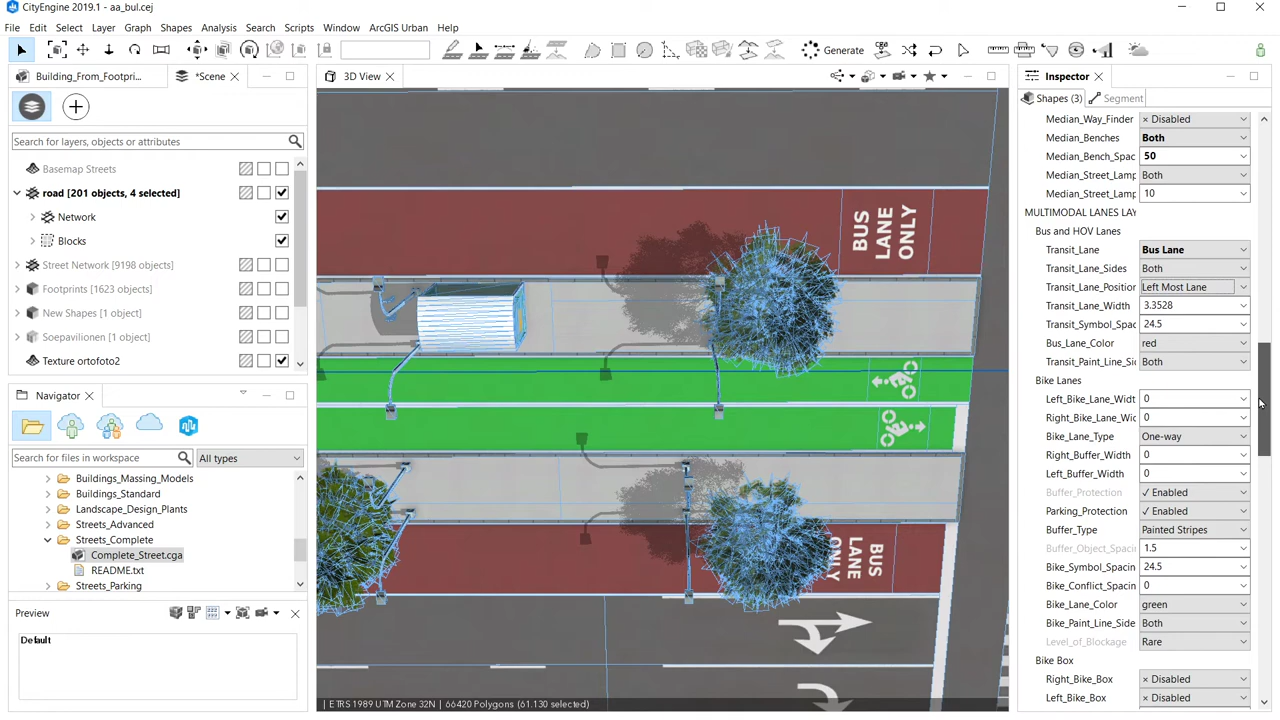 CityEngine 2019.1 - aa_bul.cej
File Edit Select Layer Graph Shapes Analysis Search Scripts Window ArcGIS Urban Help
Generate
Building_From_Footpri...
*Scene
Search for layers, objects or attributes
Basemap Streets
road [201 objects, 4 selected]
Network
Blocks
Street Network [9198 objects]
Footprints [1623 objects]
New Shapes [1 object]
Soepavilionen [1 object]
Texture ortofoto2
Navigator
Search for files in workspace
All types
Buildings_Massing_Models
Buildings_Standard
Landscape_Design_Plants
Streets_Advanced
Streets_Complete
Complete_Street.cga
README.txt
Streets_Parking
Preview
Default
3D View
BUS
LANE
ONLY
BUS
LANE
ONLY
| ETRS 1989 UTM Zone 32N | 66420 Polygons (61.130 selected)
Inspector
Shapes (3)
Segment
Median_Way_Finder × Disabled
Median_Benches Both
Median_Bench_Spac 50
Median_Street_Lamp Both
Median_Street_Lamp 10
MULTIMODAL LANES LAY
Bus and HOV Lanes
Transit_Lane Bus Lane
Transit_Lane_Sides Both
Transit_Lane_Position Left Most Lane
Transit_Lane_Width 3.3528
Transit_Symbol_Spac 24.5
Bus_Lane_Color red
Transit_Paint_Line_Si Both
Bike Lanes
Left_Bike_Lane_Width 0
Right_Bike_Lane_Wid 0
Bike_Lane_Type One-way
Right_Buffer_Width 0
Left_Buffer_Width 0
Buffer_Protection ✓ Enabled
Parking_Protection ✓ Enabled
Buffer_Type Painted Stripes
Buffer_Object_Spacin 1.5
Bike_Symbol_Spacin 24.5
Bike_Conflict_Spacin 0
Bike_Lane_Color green
Bike_Paint_Line_Side Both
Level_of_Blockage Rare
Bike Box
Right_Bike_Box × Disabled
Left_Bike_Box × Disabled